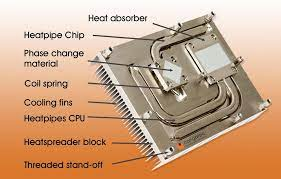 Heat absorber
Heatpipe Chip
Phase change
material
Coil spring
Cooling fins
Heatpipes CPU
Heatspreader block
Threaded stand-off